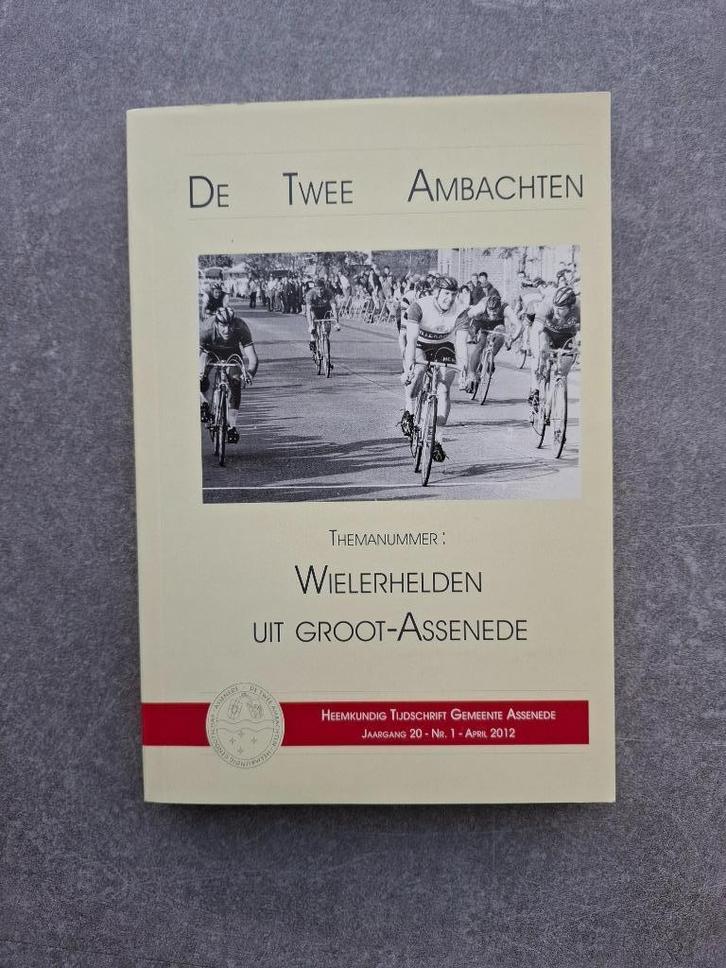 De Twee Ambachten
Themanummer:
Wielerhelden
uit groot-Assenede
Heemkundig Tijdschrift Gemeente Assenede
Jaargang 20 - Nr. 1 - April 2012